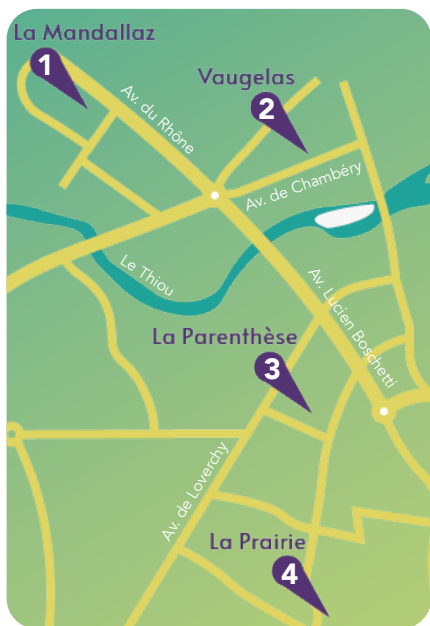 La Mandallaz
1
Av. du Rhône
Vaugelas
2
Av. de Chambéry
Le Thiou
Av. Lucien Boschetti
La Parenthèse
3
Av. de Loverchy
La Prairie
4